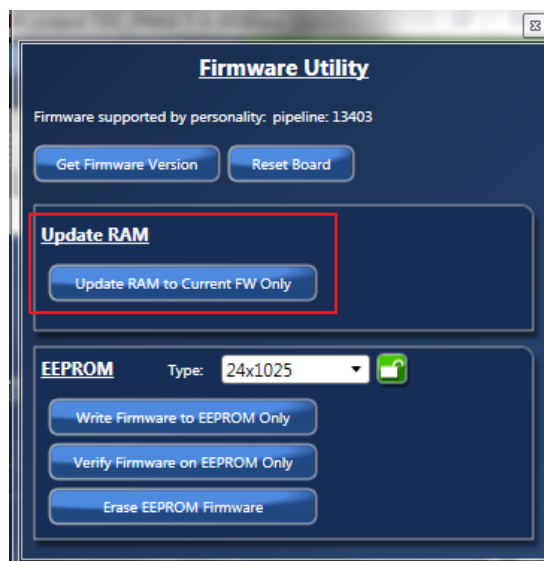 Firmware Utility
Firmware supported by personality: pipeline: 13403
Get Firmware Version Reset Board
Update RAM
Update RAM to Current FW Only
EEPROM Type: 24x1025
Write Firmware to EEPROM Only
Verify Firmware on EEPROM Only
Erase EEPROM Firmware